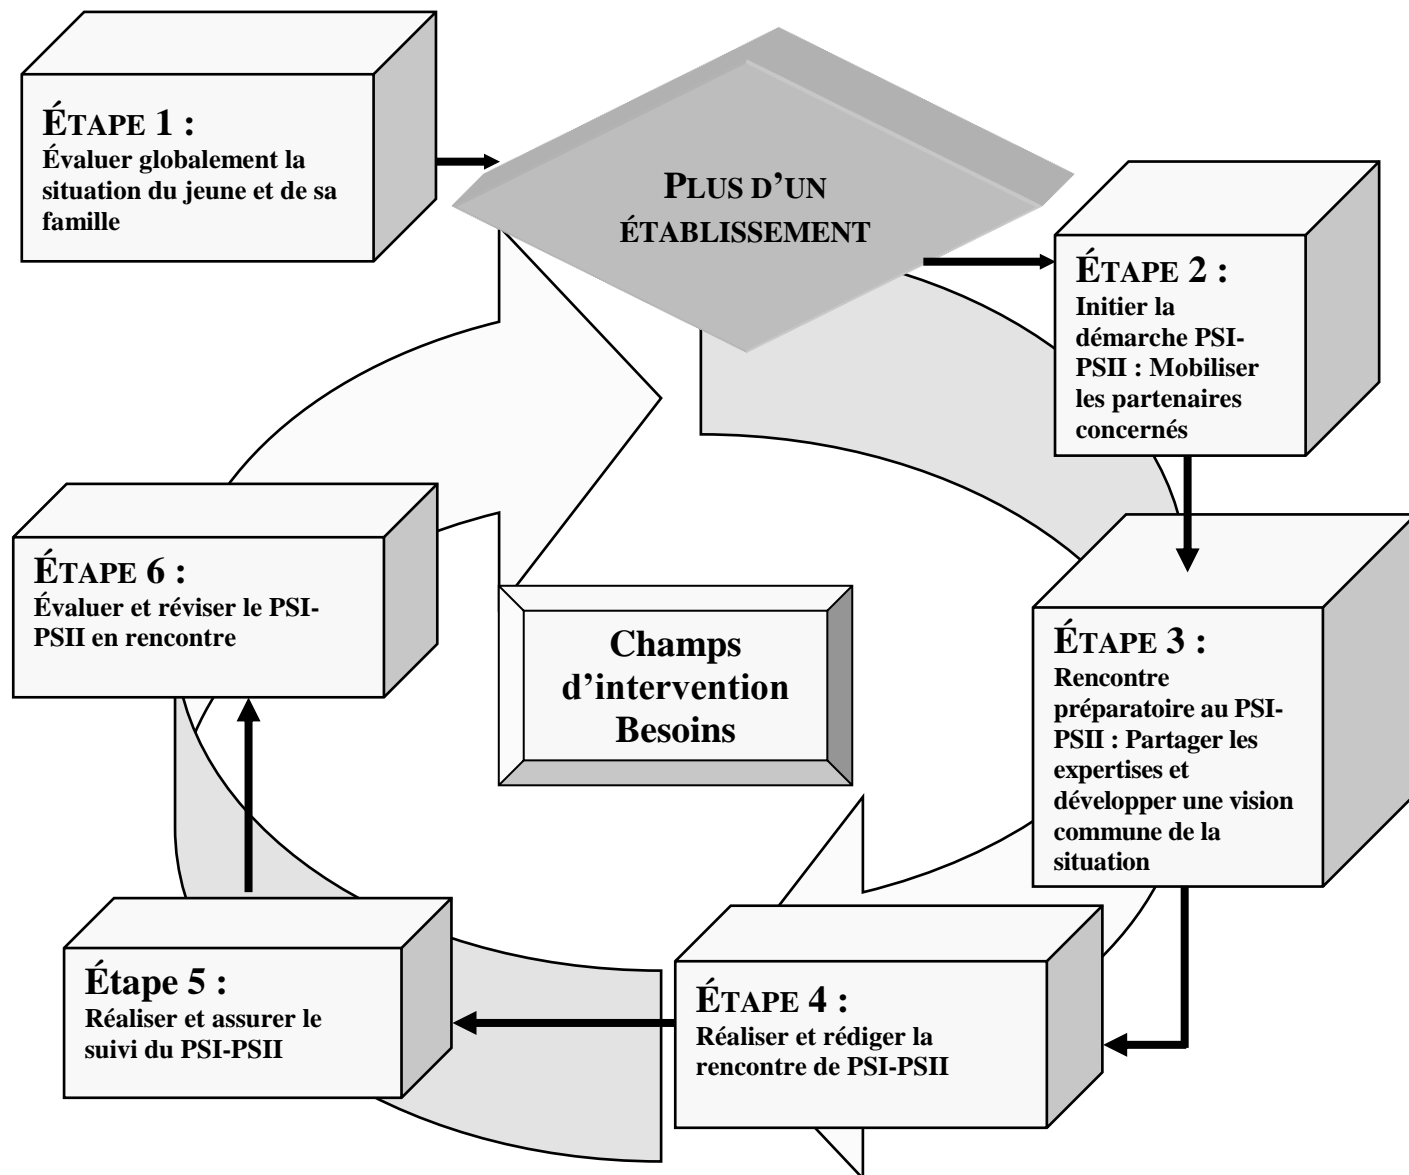 ÉTAPE 1 :
Évaluer globalement la
situation du jeune et de sa
famille
PLUS D’UN
ÉTABLISSEMENT
ÉTAPE 2 :
Initier la
démarche PSI-
PSII : Mobiliser
les partenaires
concernés
ÉTAPE 3 :
Rencontre
préparatoire au PSI-
PSII : Partager les
expertises et
développer une vision
commune de la
situation
ÉTAPE 4 :
Réaliser et rédiger la
rencontre de PSI-PSII
Étape 5 :
Réaliser et assurer le
suivi du PSI-PSII
ÉTAPE 6 :
Évaluer et réviser le PSI-
PSII en rencontre
Champs
d’intervention
Besoins